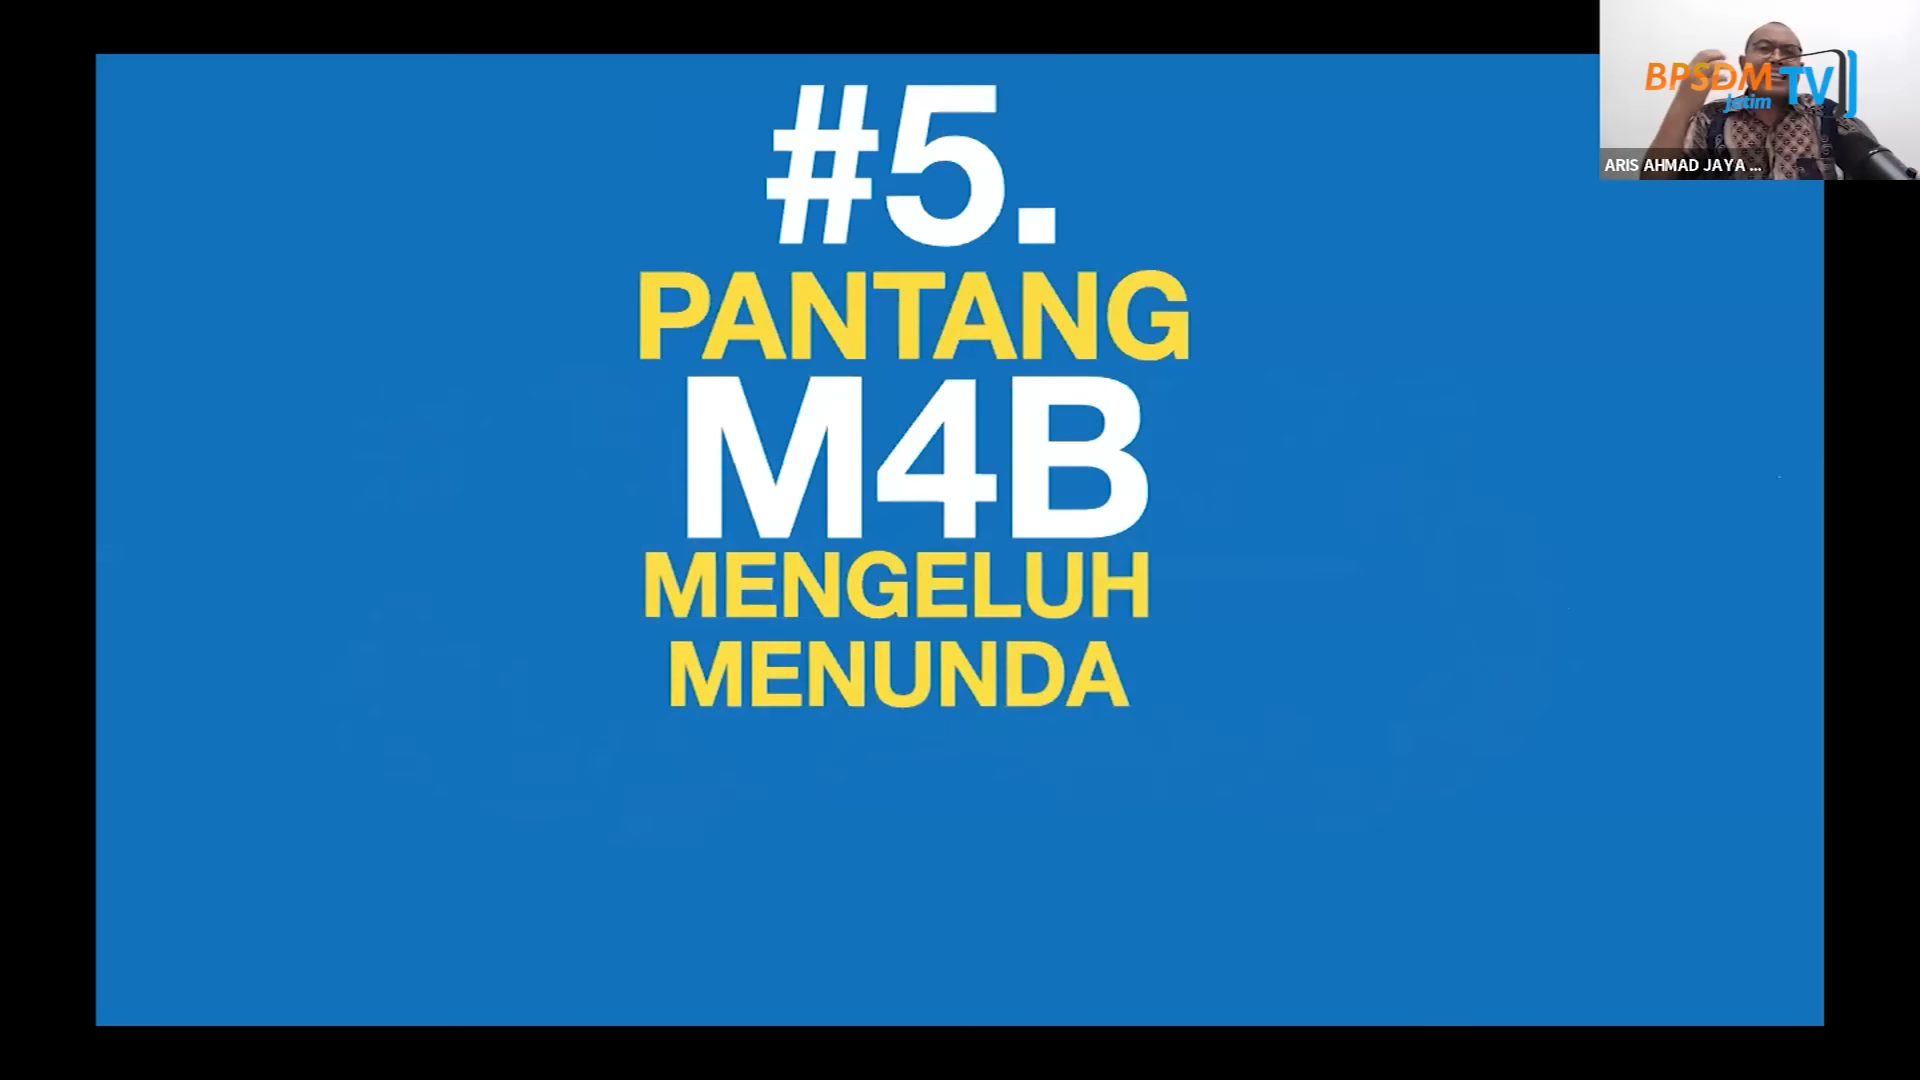 #5.
PANTANG
M4B
MENGELUH
MENUNDA
BPSDM TV
Jatim
ARIS AHMAD JAYA ...